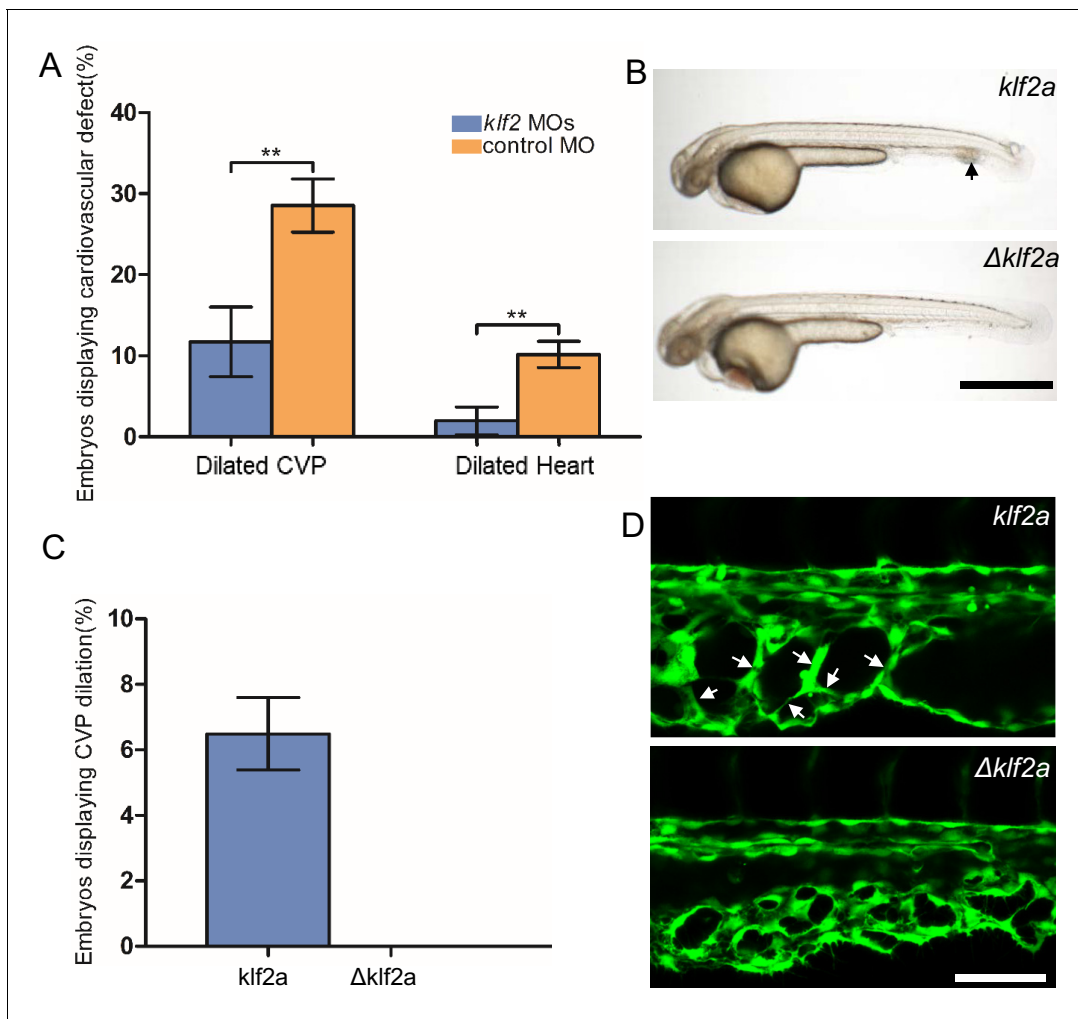 A
Embryos displaying cardiovascular defect(%)
40
30
20
10
0
**
**
klf2 MOs
control MO
Dilated CVP
Dilated Heart
B
klf2a
Δklf2a
C
Embryos displaying CVP dilation(%)
10
8
6
4
2
0
klf2a
Δklf2a
D
klf2a
Δklf2a